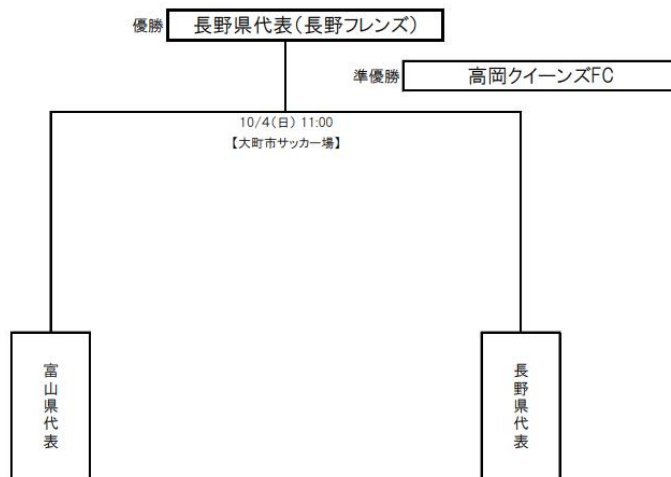 優勝 長野県代表(長野フレンズ)
準優勝 高岡クイーンズFC
10/4(日) 11:00
【大町市サッカー場】
富山県代表
長野県代表